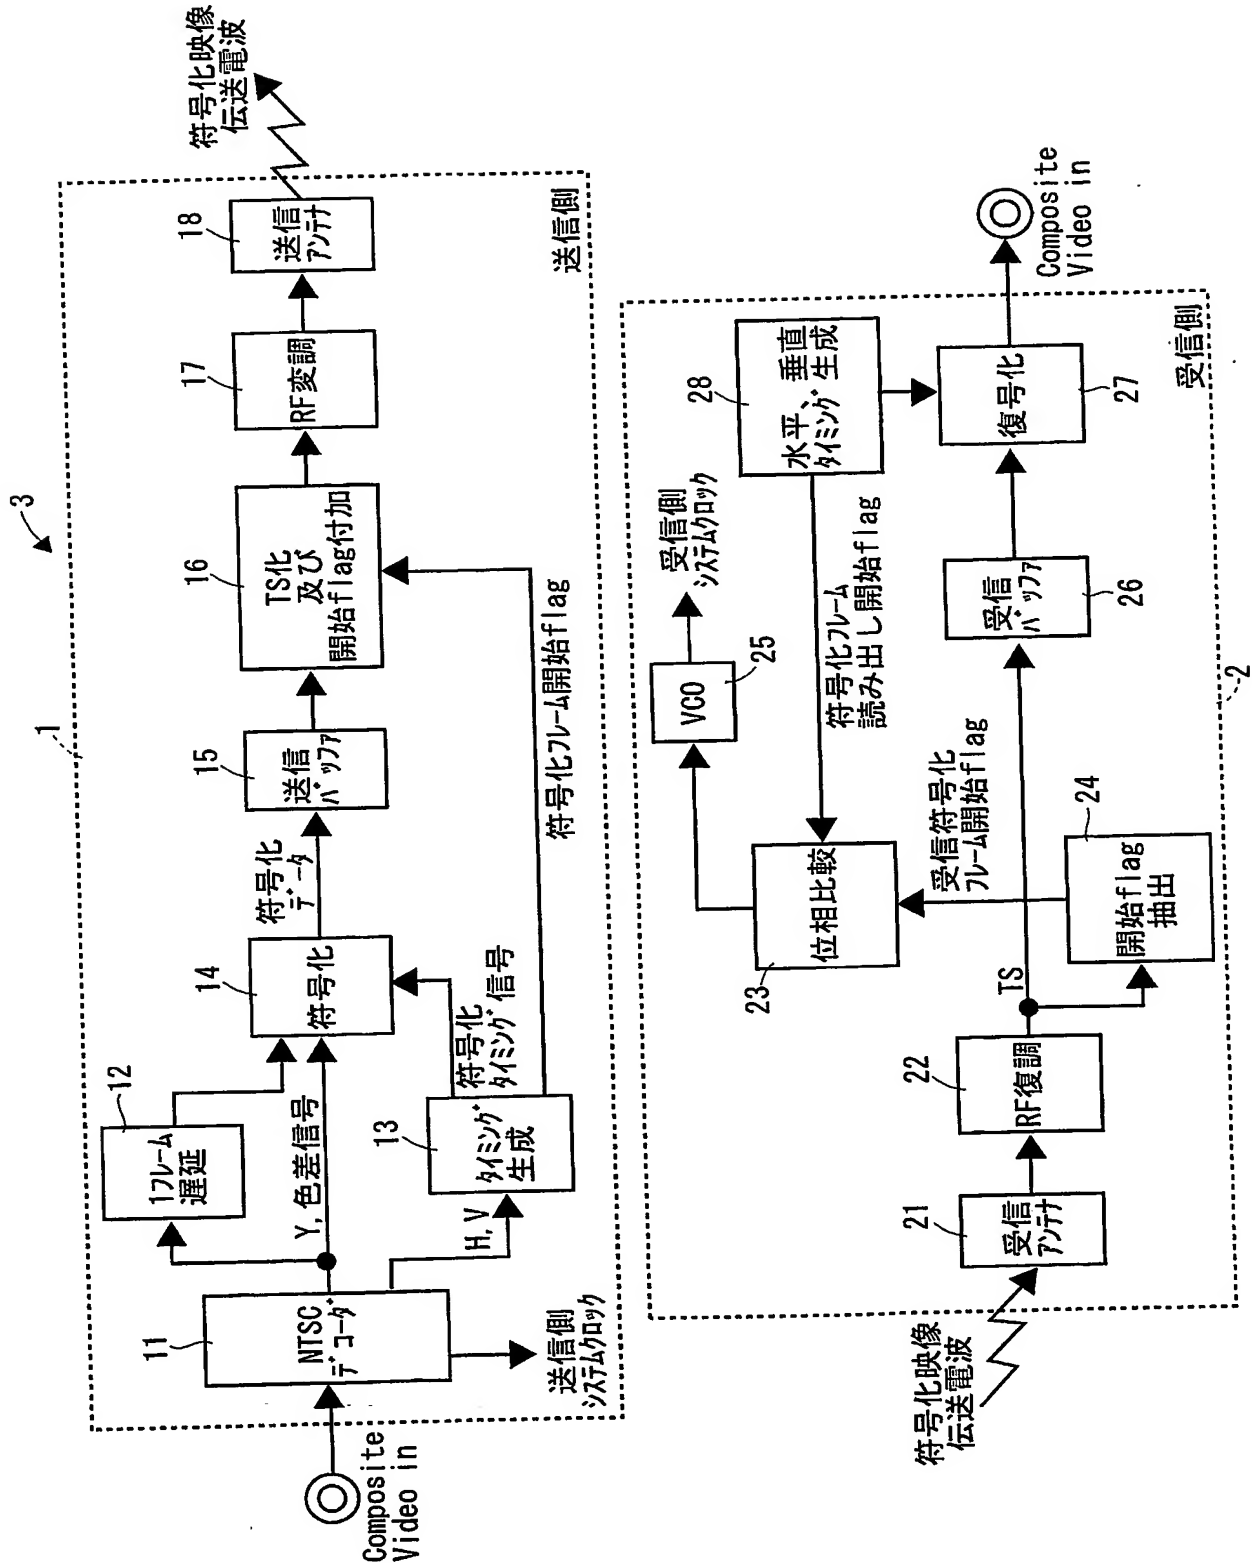 3
1
Composite
Video in
11
NTSC
デコーダ
送信側
システムクロック
12
1フレーム
遅延
Y, 色差信号
H, V
13
タイミング
生成
符号化
タイミング信号
14
符号化
符号化
データ
15
送信
バッファ
16
TS化
及び
開始flag付加
符号化フレーム開始flag
17
RF変調
18
送信
アンテナ
符号化映像
伝送電波
送信側
符号化映像
伝送電波
21
受信
アンテナ
22
RF復調
TS
24
開始flag
抽出
受信符号化
フレーム開始flag
23
位相比較
VCO
25
受信側
システムクロック
符号化フレーム
読み出し開始flag
28
水平、垂直
タイミング生成
受信
バッファ
26
復号化
27
Composite
Video in
受信側
2